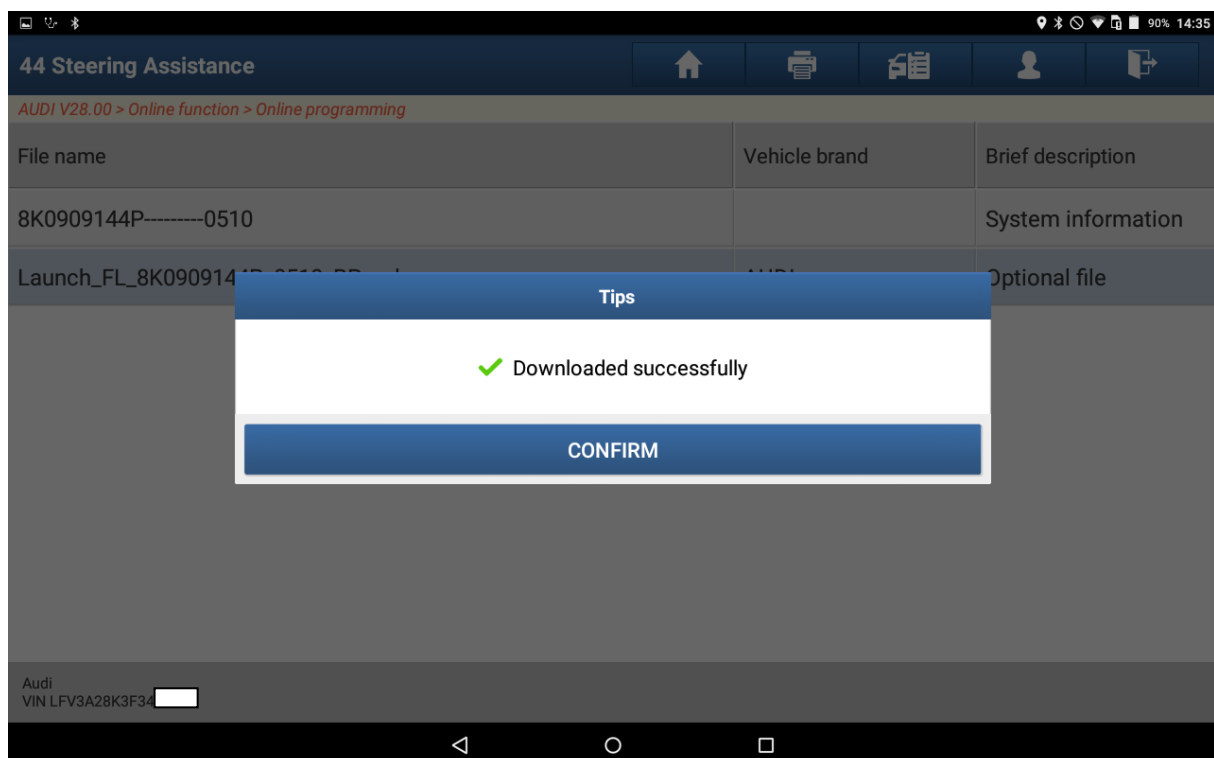 90% 14:35
44 Steering Assistance
AUDI V28.00 > Online function > Online programming
File name Vehicle brand Brief description
8K0909144P---------0510 System information
Launch_FL_8K0909144P Optional file
Tips
Downloaded successfully
CONFIRM
Audi
VIN LFV3A28K3F34